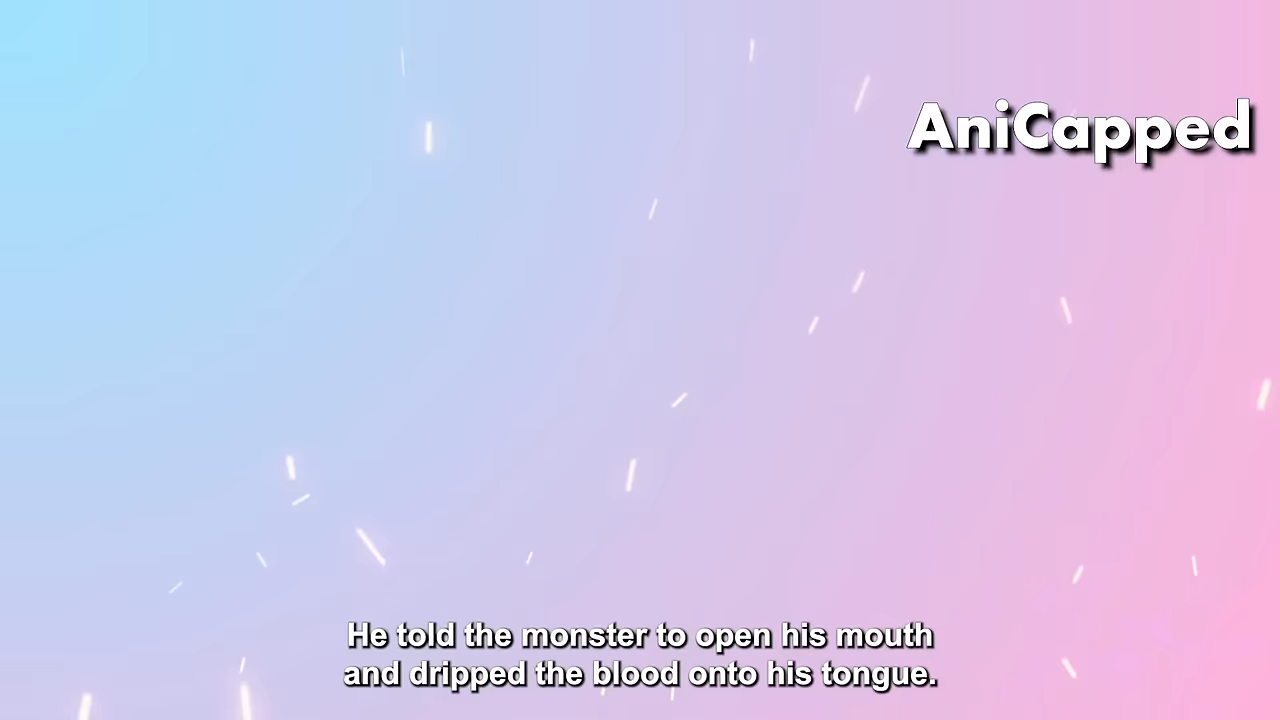 AniCapped
He told the monster to open his mouth
and dripped the blood onto his tongue.